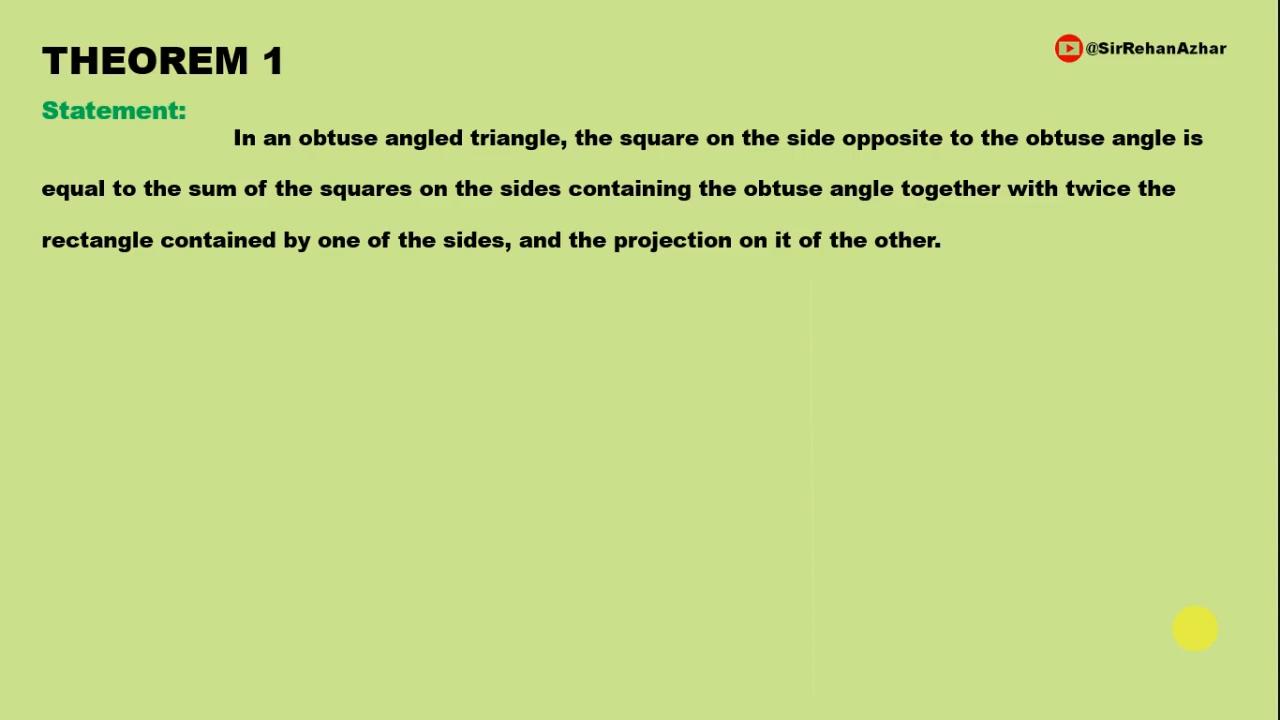 THEOREM 1
@SirRehanAzhar
Statement:
In an obtuse angled triangle, the square on the side opposite to the obtuse angle is
equal to the sum of the squares on the sides containing the obtuse angle together with twice the
rectangle contained by one of the sides, and the projection on it of the other.